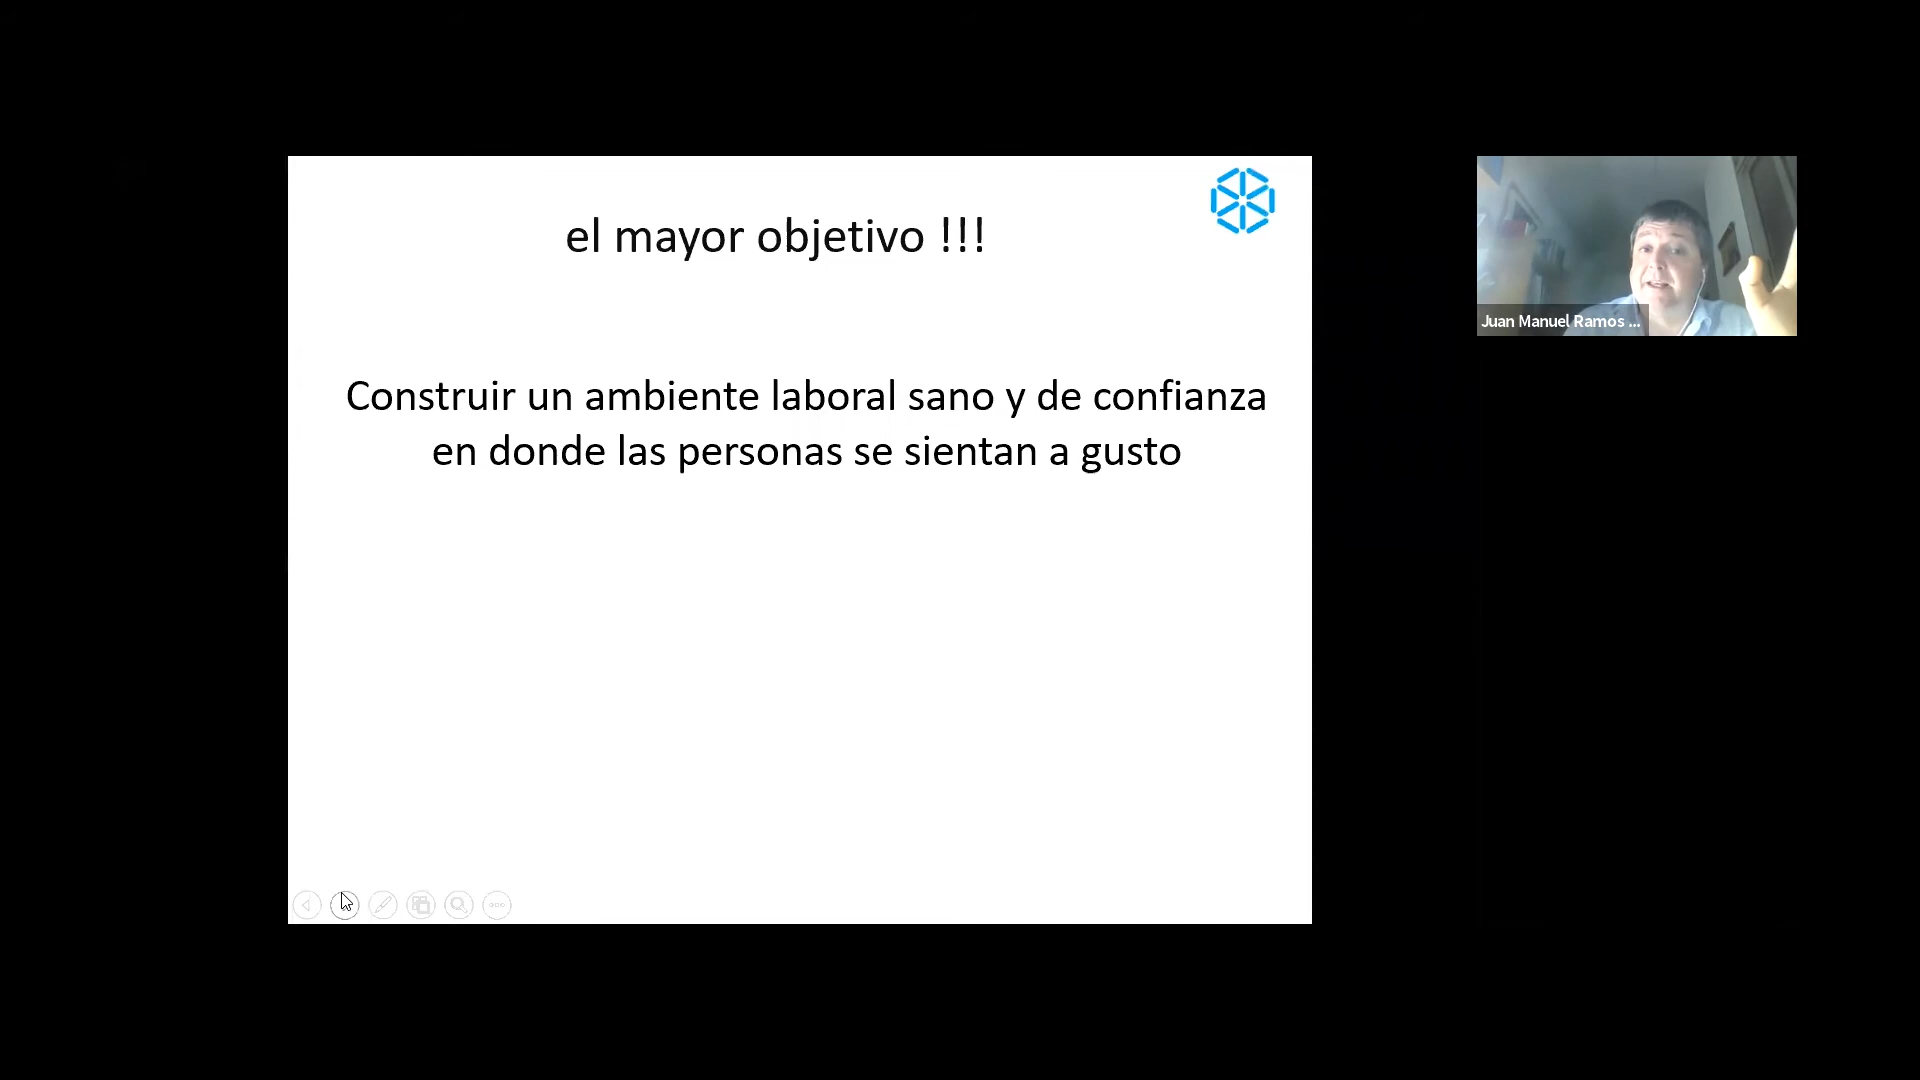 el mayor objetivo !!!
Construir un ambiente laboral sano y de confianza
en donde las personas se sientan a gusto
Juan Manuel Ramos ...